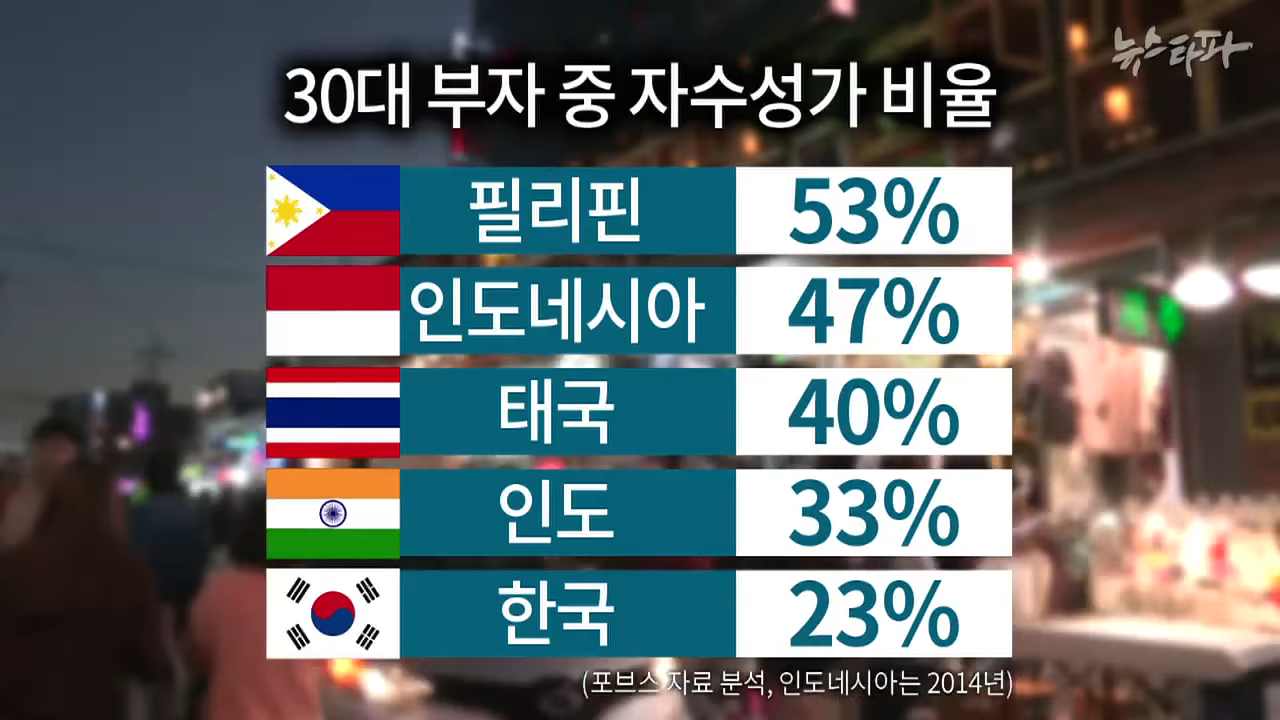 뉴스타파
30대 부자 중 자수성가 비율
필리핀 53%
인도네시아 47%
태국 40%
인도 33%
한국 23%
(포브스 자료 분석, 인도네시아는 2014년)